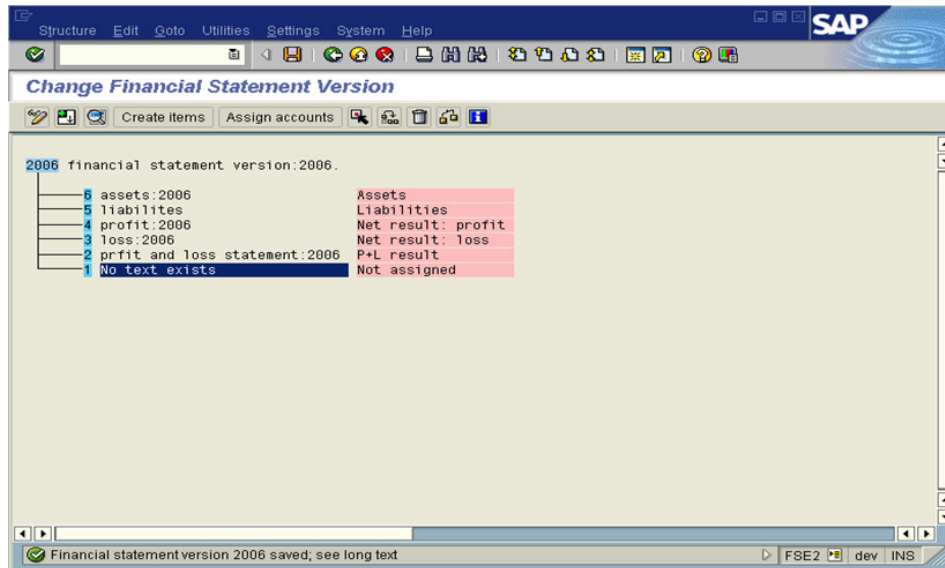 Structure Edit Goto Utilities Settings System Help
SAP
Change Financial Statement Version
Create items Assign accounts
2006 financial statement version:2006.
6 assets:2006 Assets
5 liabilites Liabilities
4 profit:2006 Net result: profit
3 loss:2006 Net result: loss
2 prfit and loss statement:2006 P+L result
1 No text exists Not assigned
Financial statement version 2006 saved; see long text FSE2 dev INS